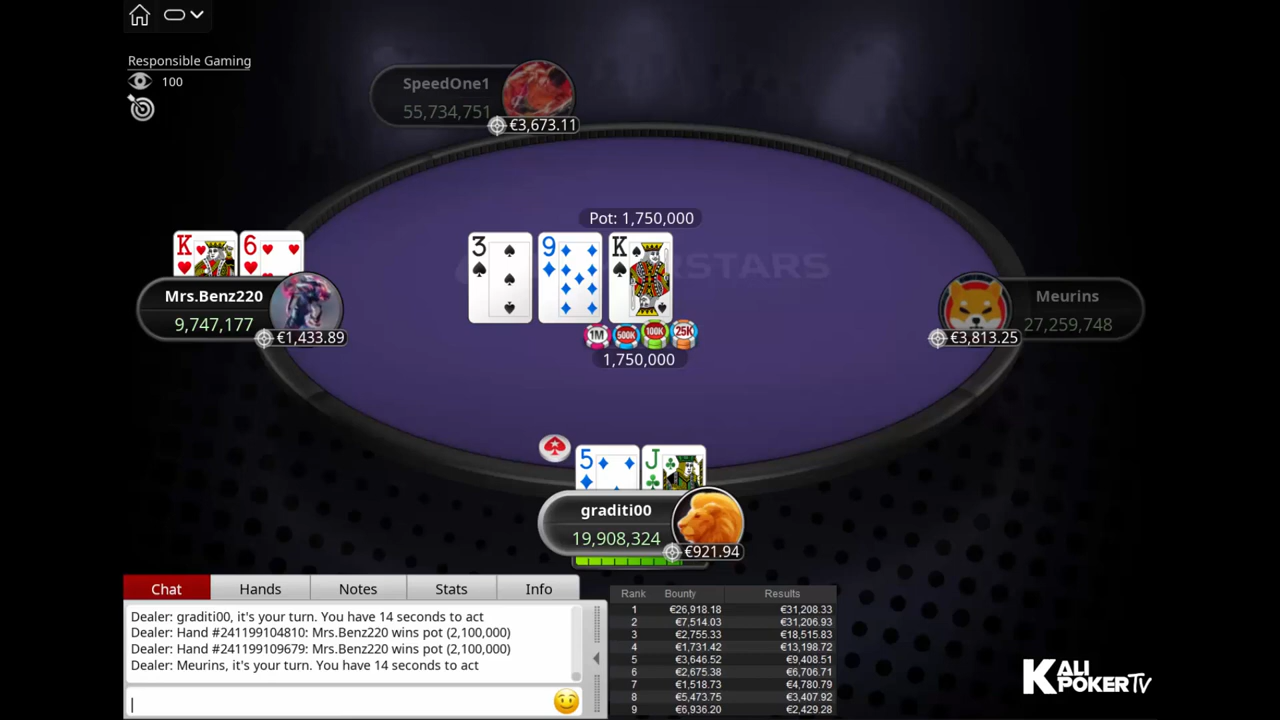 Responsible Gaming
100
SpeedOne1
55,734,751
€3,673.11
Pot: 1,750,000
K 6
3 9 K
STARS
Mrs.Benz220
9,747,177
€1,433.89
Meurins
27,259,748
€3,813.25
1M 500K 100K 25K
1,750,000
5 J
graditi00
19,908,324
€921.94
Chat Hands Notes Stats Info
Dealer: graditi00, it's your turn. You have 14 seconds to act
Dealer: Hand #241199104810: Mrs.Benz220 wins pot (2,100,000)
Dealer: Hand #241199109679: Mrs.Benz220 wins pot (2,100,000)
Dealer: Meurins, it's your turn. You have 14 seconds to act
Rank Bounty Results
1 €26,918.18 €31,208.33
2 €7,514.03 €31,206.93
3 €2,755.33 €18,515.83
4 €1,731.42 €13,198.72
5 €3,646.52 €9,408.51
6 €2,675.38 €6,706.71
7 €1,518.73 €4,780.79
8 €5,473.75 €3,407.92
9 €6,936.20 €2,429.28
KALI
POKERTV